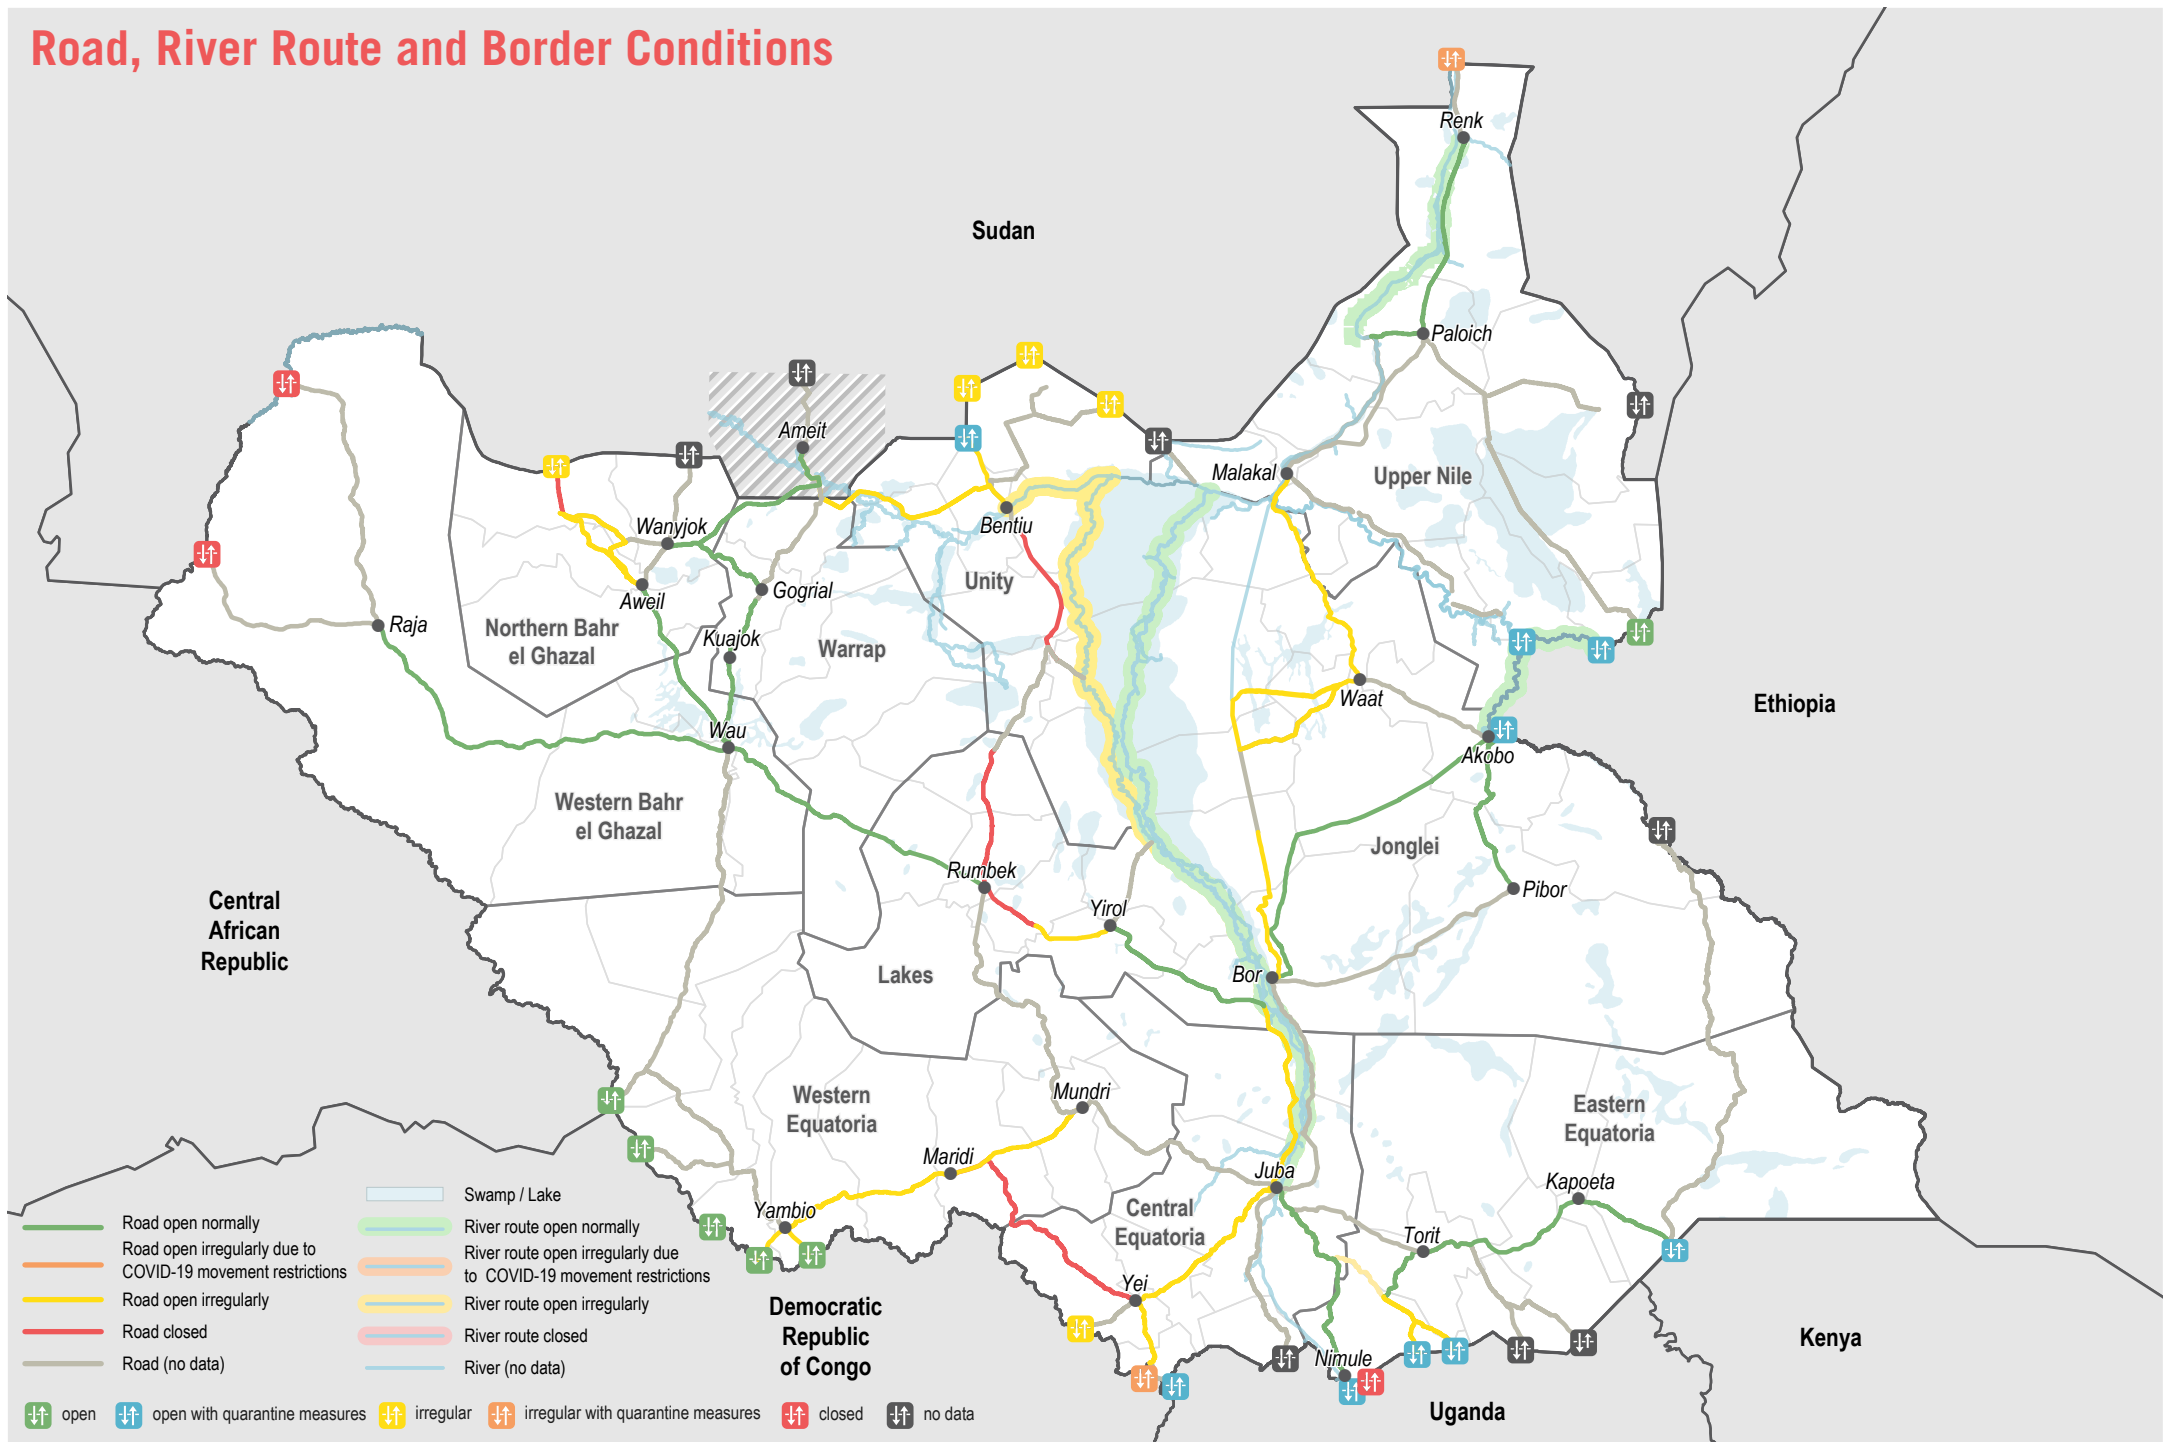 Road, River Route and Border Conditions
Renk
Sudan
Paloich
Ameit
Malakal
Upper Nile
Wanyjok
Bentiu
Unity
Gogrial
Aweil
Raja
Northern Bahr
el Ghazal
Kuajok
Warrap
Waat
Ethiopia
Wau
Akobo
Western Bahr
el Ghazal
Jonglei
Rumbek
Pibor
Yirol
Central
African
Republic
Lakes
Bor
Mundri
Western
Equatoria
Eastern
Equatoria
Maridi
Juba
Kapoeta
Yambio
Central
Equatoria
Torit
Yei
Democratic
Republic
of Congo
Nimule
Kenya
Uganda
Road open normally
Road open irregularly due to
COVID-19 movement restrictions
Road open irregularly
Road closed
Road (no data)
Swamp / Lake
River route open normally
River route open irregularly due
to COVID-19 movement restrictions
River route open irregularly
River route closed
River (no data)
open
open with quarantine measures
irregular
irregular with quarantine measures
closed
no data